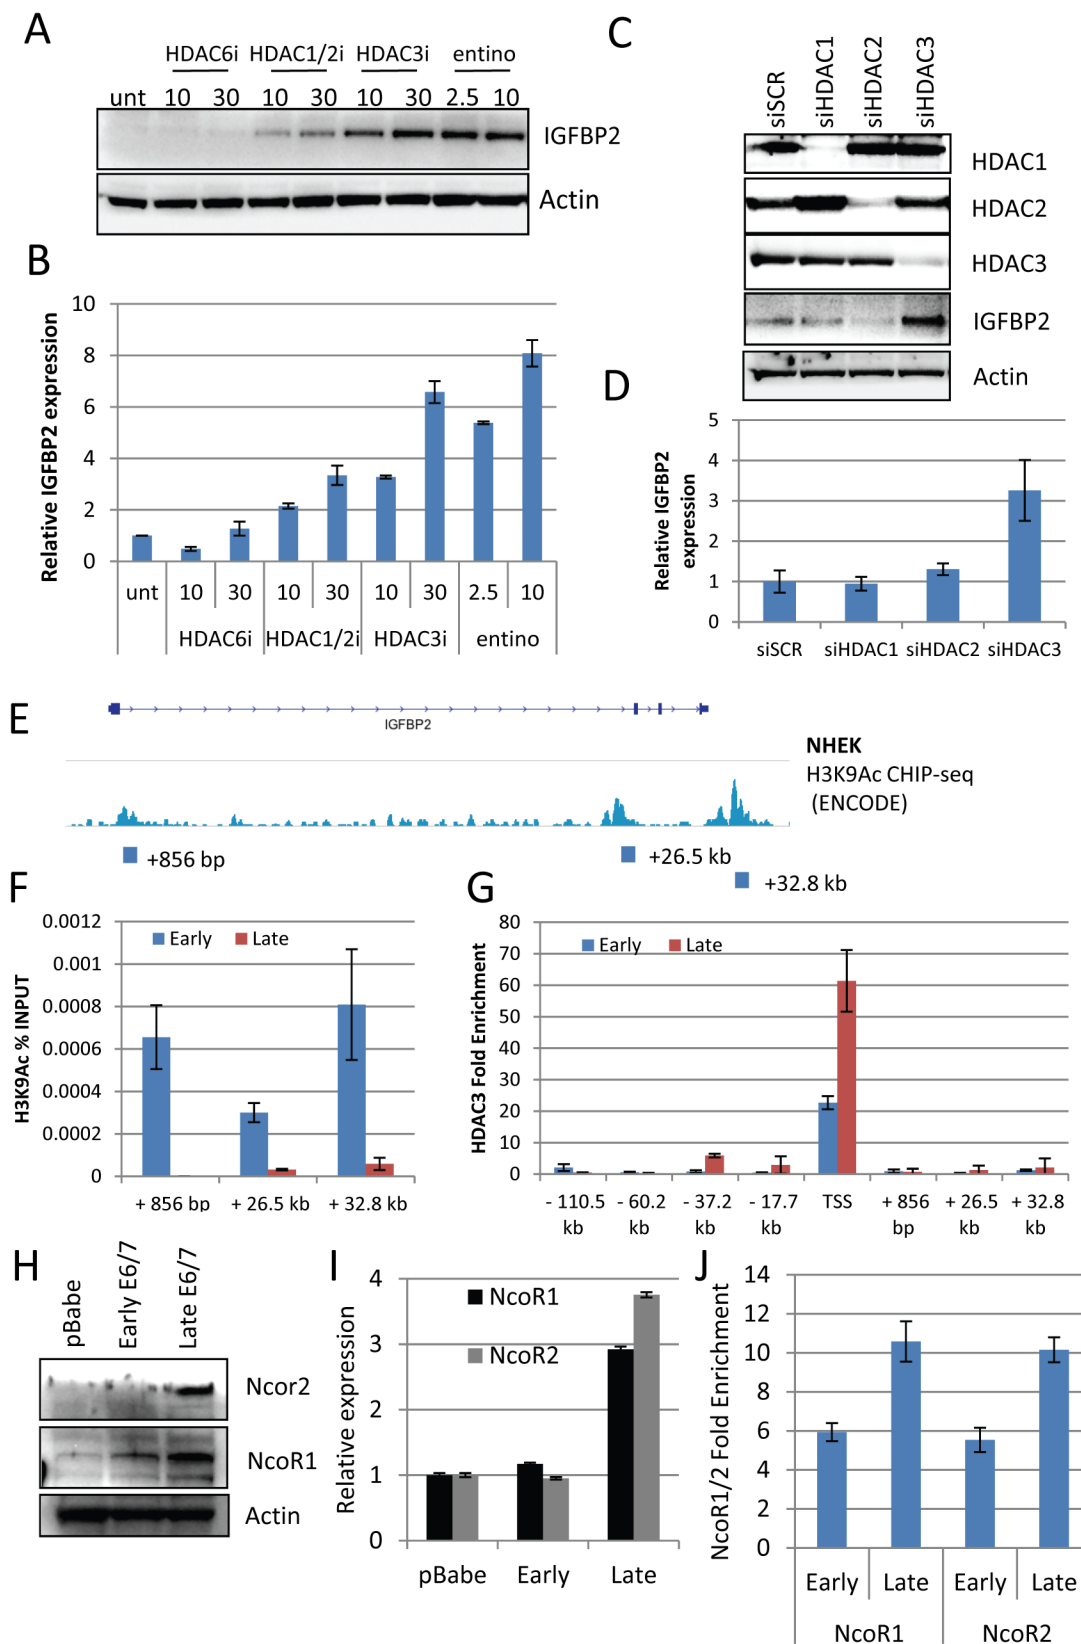 A
HDAC6i HDAC1/2i HDAC3i entino
unt 10 30 10 30 10 30 2.5 10
IGFBP2
Actin
B
Relative IGFBP2 expression
10
8
6
4
2
0
unt 10 30 10 30 10 30 2.5 10
HDAC6i HDAC1/2i HDAC3i entino
C
siSCR siHDAC1 siHDAC2 siHDAC3
HDAC1
HDAC2
HDAC3
IGFBP2
Actin
D
Relative IGFBP2
expression
5
4
3
2
1
0
siSCR siHDAC1 siHDAC2 siHDAC3
E
IGFBP2
NHEK
H3K9Ac CHIP-seq
(ENCODE)
+856 bp
+26.5 kb
+32.8 kb
F
H3K9Ac % INPUT
0.0012
0.001
0.0008
0.0006
0.0004
0.0002
0
Early Late
+ 856 bp + 26.5 kb + 32.8 kb
G
HDAC3 Fold Enrichment
80
70
60
50
40
30
20
10
0
Early Late
- 110.5 - 60.2 - 37.2 - 17.7 TSS + 856 + 26.5 + 32.8
kb kb kb kb bp kb kb
H
pBabe Early E6/7 Late E6/7
Ncor2
NcoR1
Actin
I
Relative expression
4
3
2
1
0
NcoR1
NcoR2
pBabe Early Late
J
NcoR1/2 Fold Enrichment
14
12
10
8
6
4
2
0
Early Late Early Late
NcoR1 NcoR2